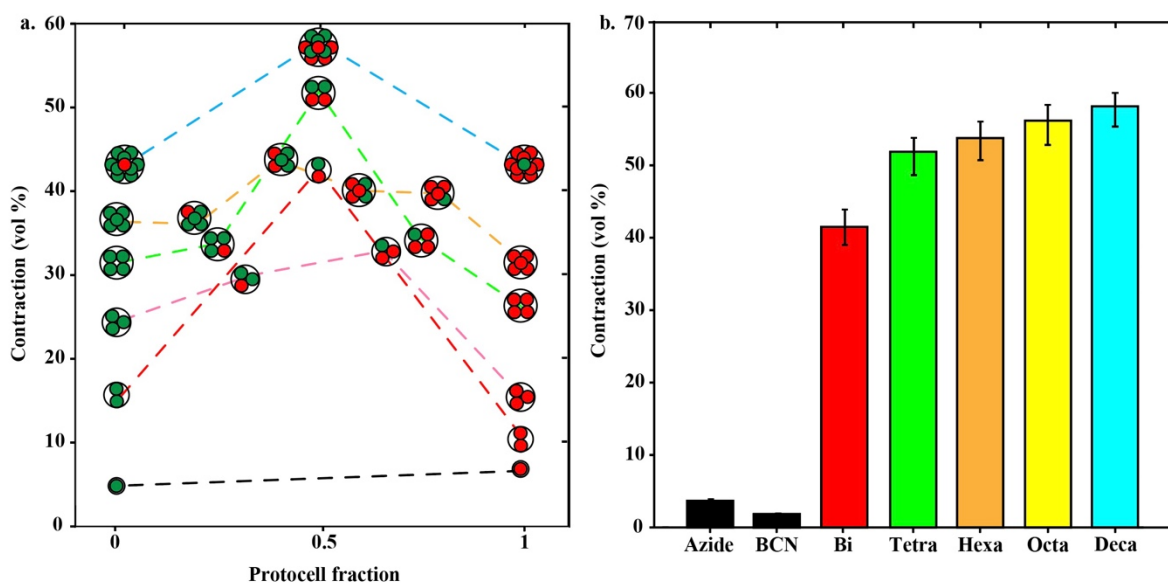 a.
Contraction (vol %)
60
50
40
30
20
10
0
0 0.5 1
Protocell fraction
b.
Contraction (vol %)
70
60
50
40
30
20
10
0
Azide BCN Bi Tetra Hexa Octa Deca